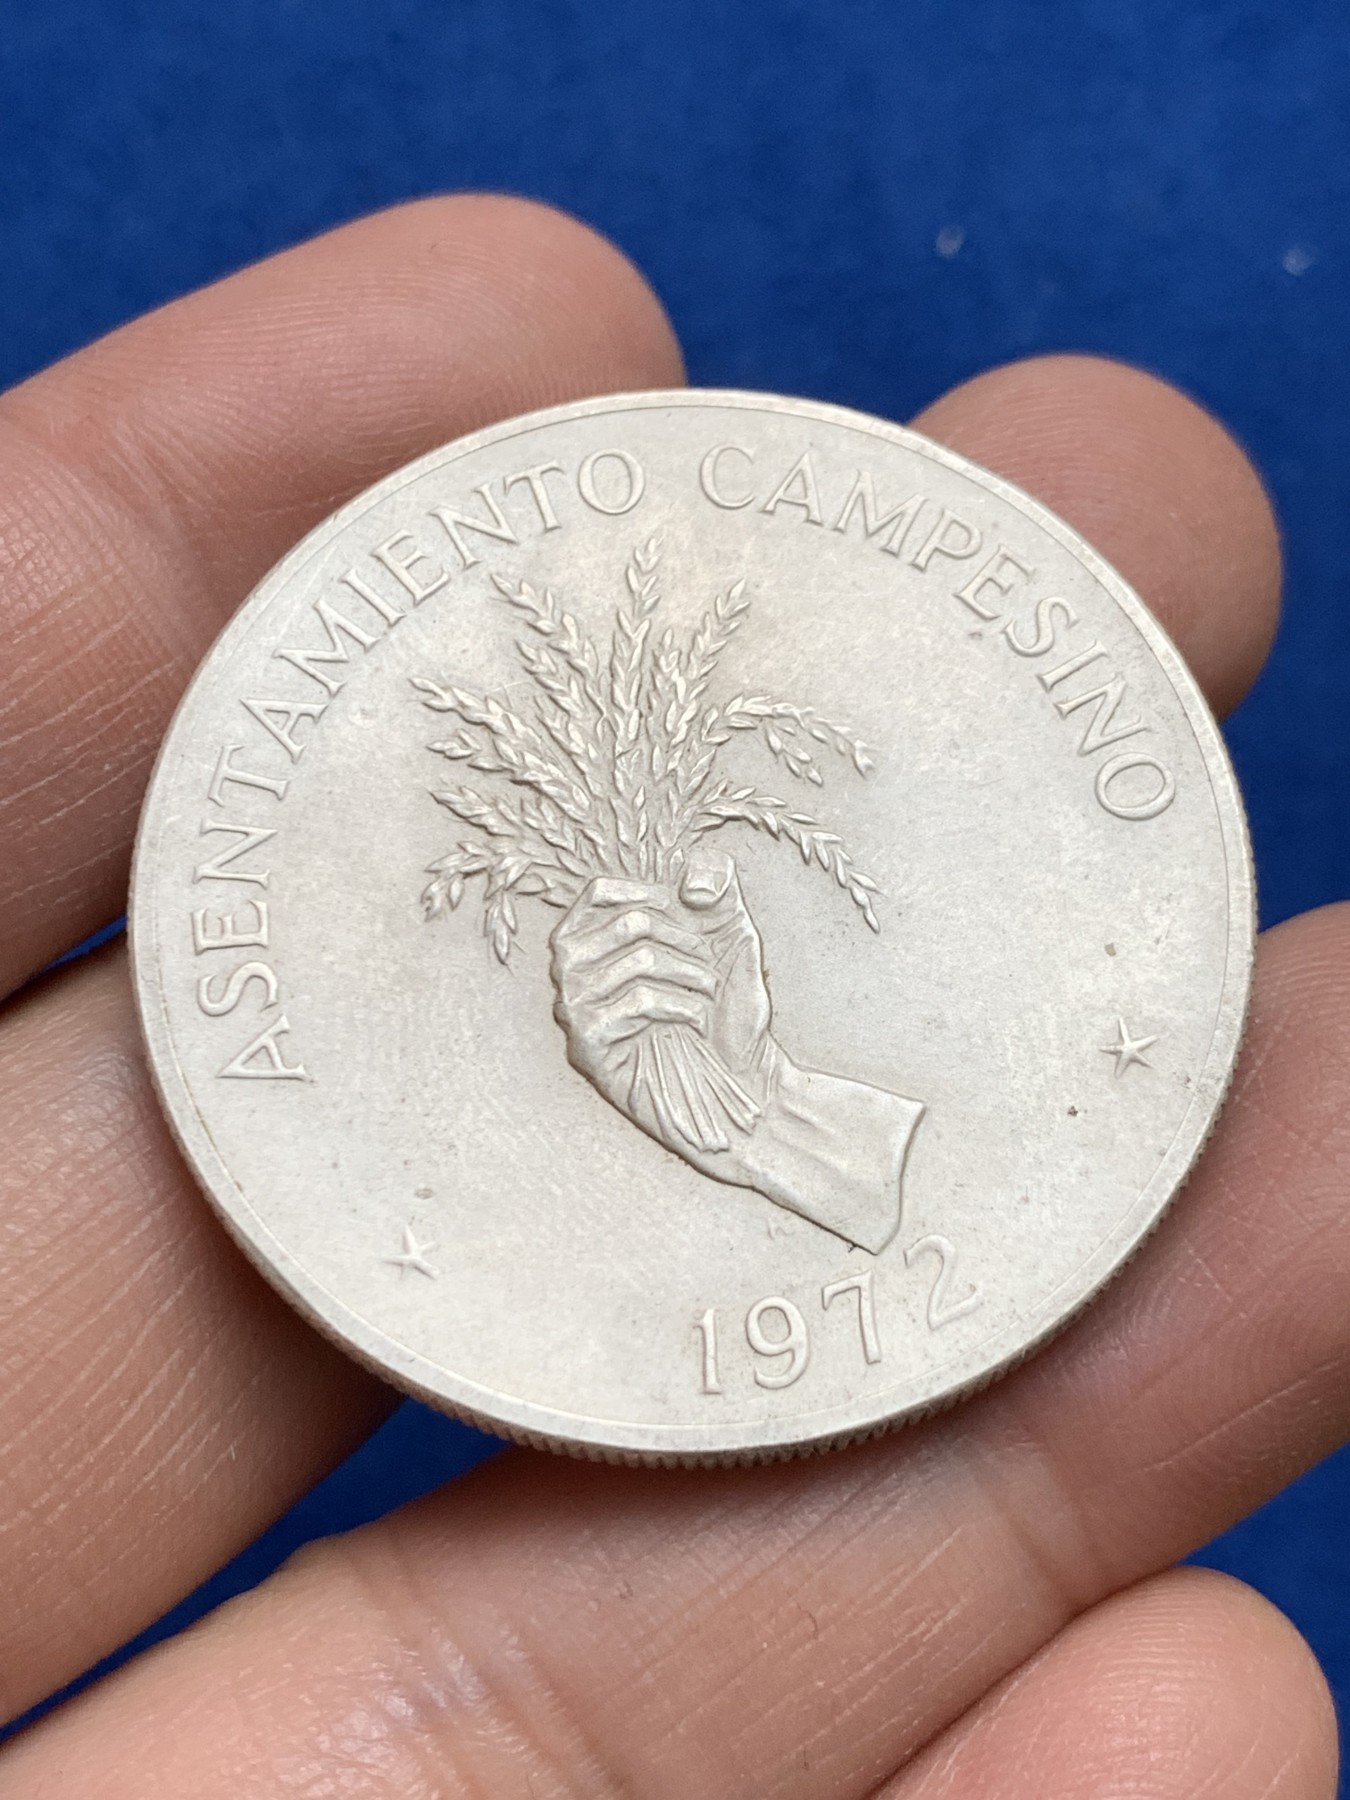 ASENTAMIENTO CAMPESINO
1972